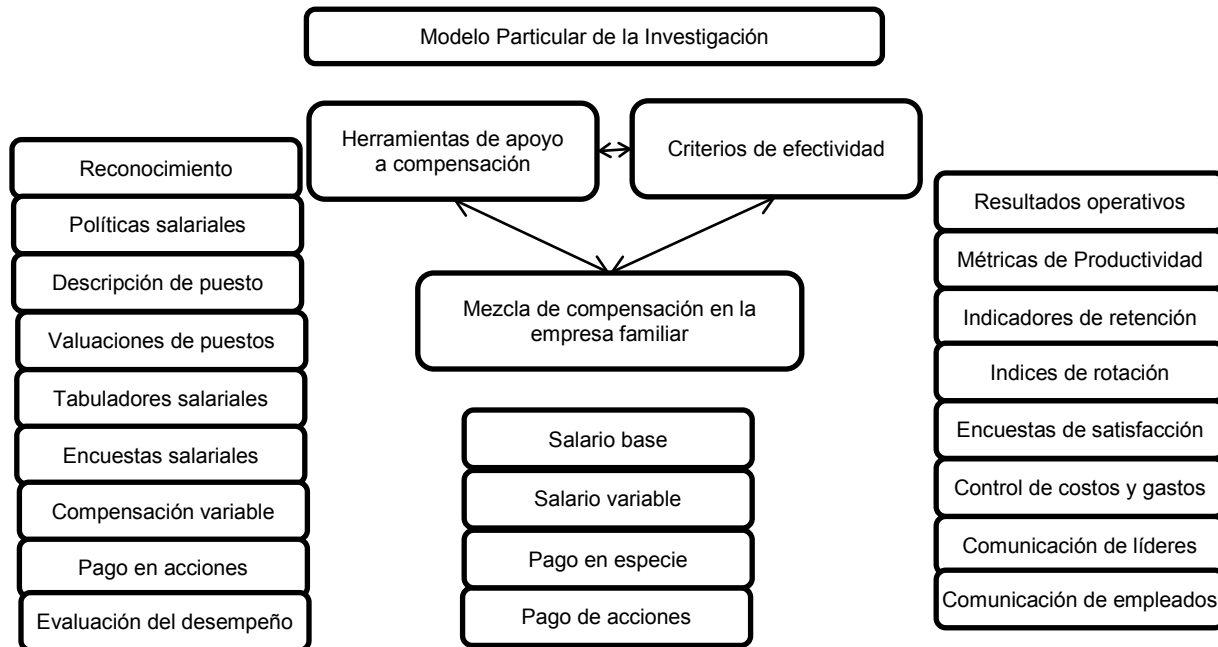 Modelo Particular de la Investigación
Herramientas de apoyo
a compensación
Criterios de efectividad
Mezcla de compensación en la
empresa familiar
Reconocimiento
Políticas salariales
Descripción de puesto
Valuaciones de puestos
Tabuladores salariales
Encuestas salariales
Compensación variable
Pago en acciones
Evaluación del desempeño
Salario base
Salario variable
Pago en especie
Pago de acciones
Resultados operativos
Métricas de Productividad
Indicadores de retención
Indices de rotación
Encuestas de satisfacción
Control de costos y gastos
Comunicación de líderes
Comunicación de empleados